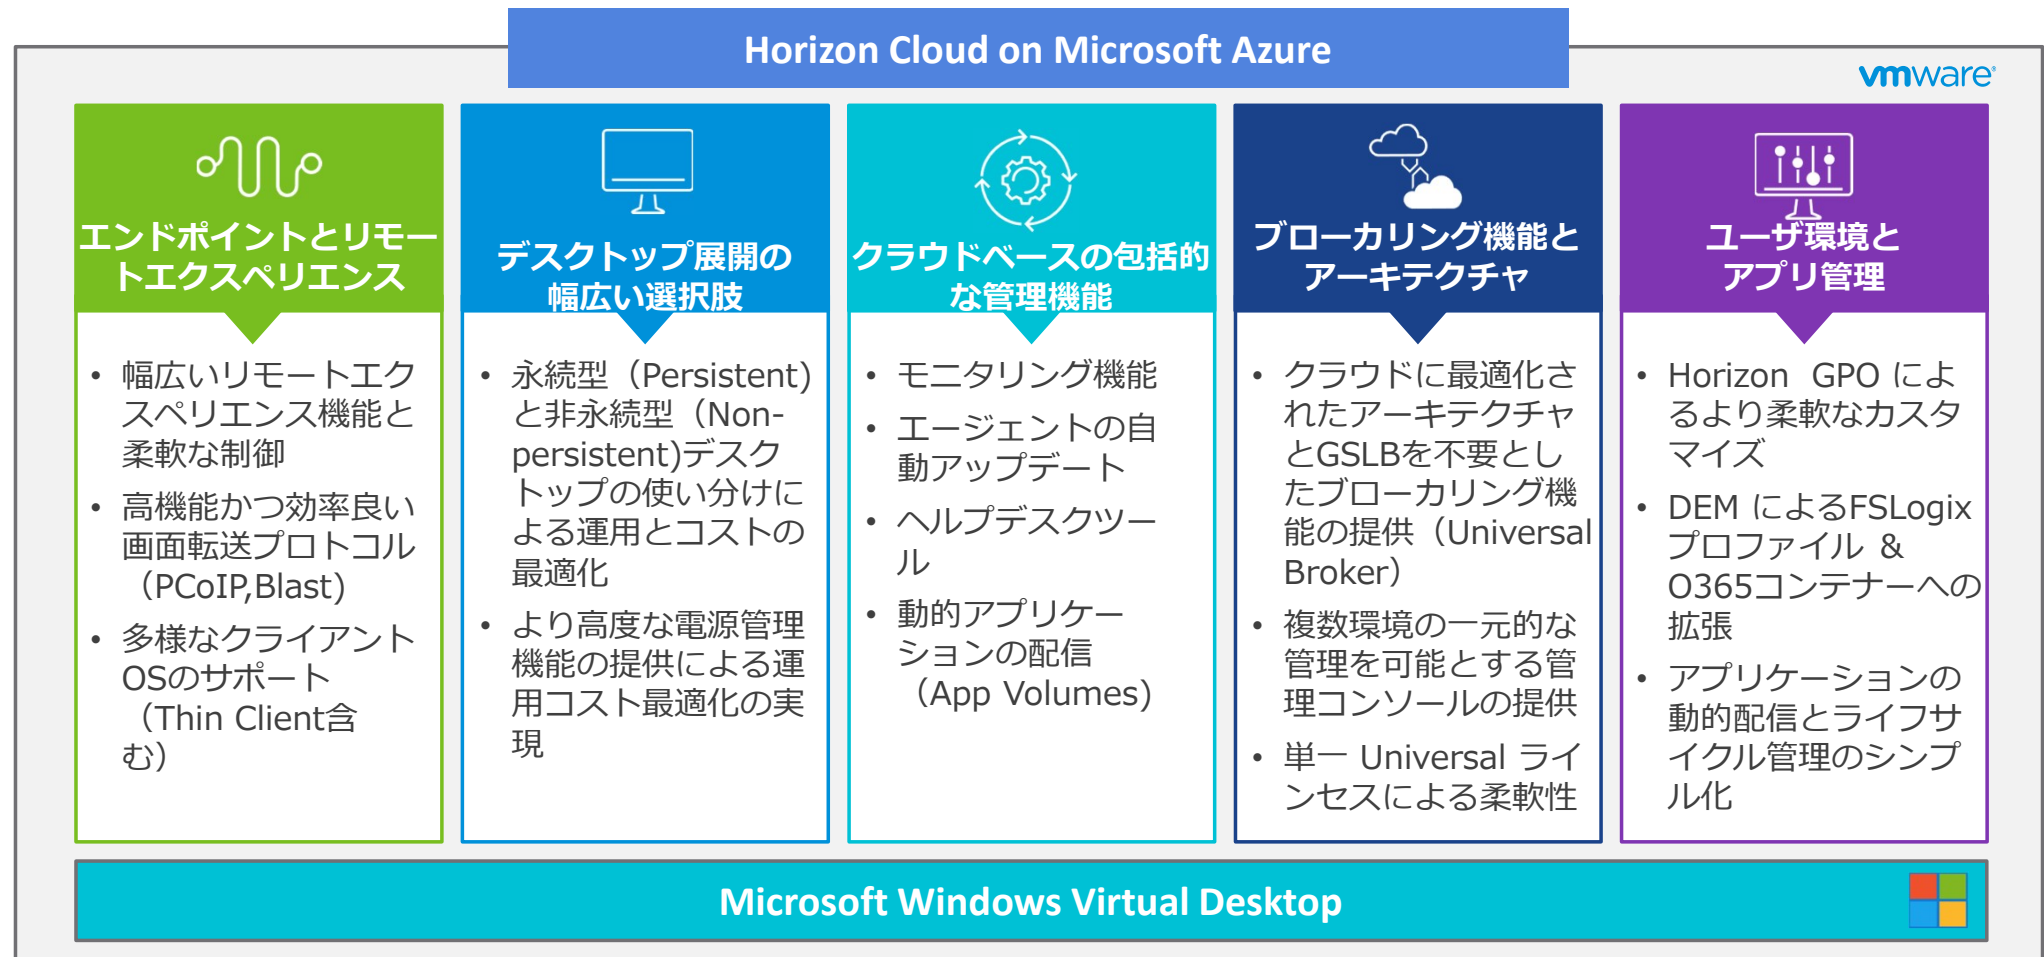 Horizon Cloud on Microsoft Azure
vmware
エンドポイントとリモー
トエクスペリエンス
• 幅広いリモートエク
スペリエンス機能と
柔軟な制御
• 高機能かつ効率良い
画面転送プロトコル
（PCoIP,Blast)
• 多様なクライアント
OSのサポート
（Thin Client含
む）
デスクトップ展開の
幅広い選択肢
• 永続型（Persistent)
と非永続型（Non-
persistent)デスク
トップの使い分けに
よる運用とコストの
最適化
• より高度な電源管理
機能の提供による運
用コスト最適化の実
現
クラウドベースの包括的
な管理機能
• モニタリング機能
• エージェントの自
動アップデート
• ヘルプデスクツー
ル
• 動的アプリケー
ションの配信
（App Volumes)
ブローカリング機能と
アーキテクチャ
• クラウドに最適化さ
れたアーキテクチャ
とGSLBを不要とし
たブローカリング機
能の提供（Universal
Broker）
• 複数環境の一元的な
管理を可能とする管
理コンソールの提供
• 単一 Universal ライ
ンセスによる柔軟性
ユーザ環境と
アプリ管理
• Horizon GPO によ
るより柔軟なカスタ
マイズ
• DEM によるFSLogix
プロファイル &
O365コンテナーへの
拡張
• アプリケーションの
動的配信とライフサ
イクル管理のシンプ
ル化
Microsoft Windows Virtual Desktop